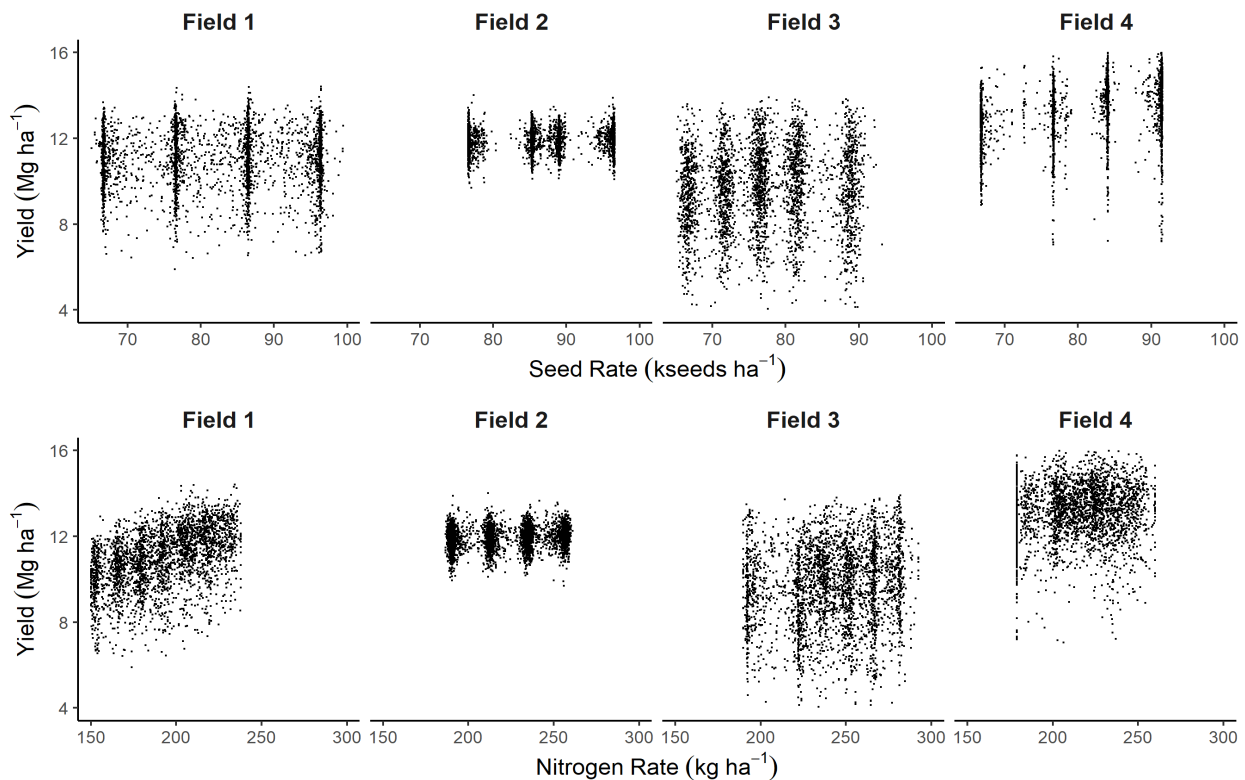 Field 1 Field 2 Field 3 Field 4
16
12
8
4
Yield (Mg ha⁻¹)
70 80 90 100 70 80 90 100 70 80 90 100 70 80 90 100
Seed Rate (kseeds ha⁻¹)
Field 1 Field 2 Field 3 Field 4
16
12
8
4
Yield (Mg ha⁻¹)
150 200 250 300 150 200 250 300 150 200 250 300 150 200 250 300
Nitrogen Rate (kg ha⁻¹)